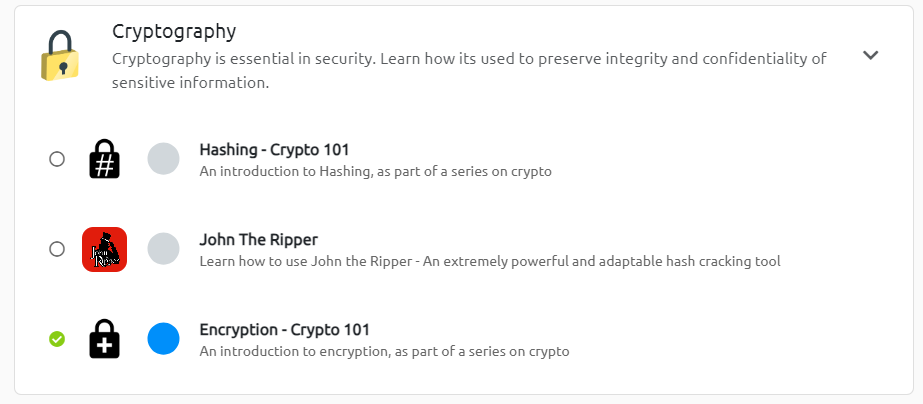 Cryptography
Cryptography is essential in security. Learn how its used to preserve integrity and confidentiality of
sensitive information.
#
Hashing - Crypto 101
An introduction to Hashing, as part of a series on crypto
John
Ripper
John The Ripper
Learn how to use John the Ripper - An extremely powerful and adaptable hash cracking tool
Encryption - Crypto 101
An introduction to encryption, as part of a series on crypto